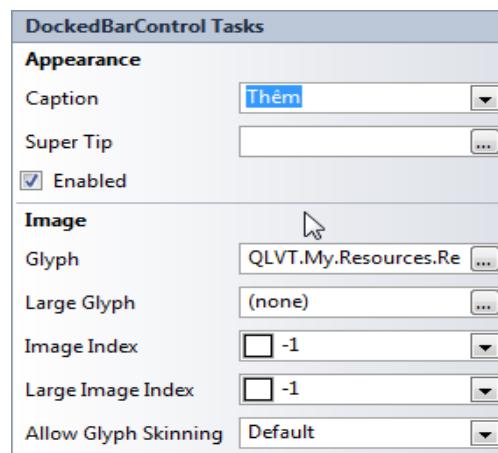 DockedBarControl Tasks
Appearance
Caption Thêm
Super Tip ...
Enabled
Image
Glyph QLVT.My.Resources.Re ...
Large Glyph (none) ...
Image Index -1
Large Image Index -1
Allow Glyph Skinning Default